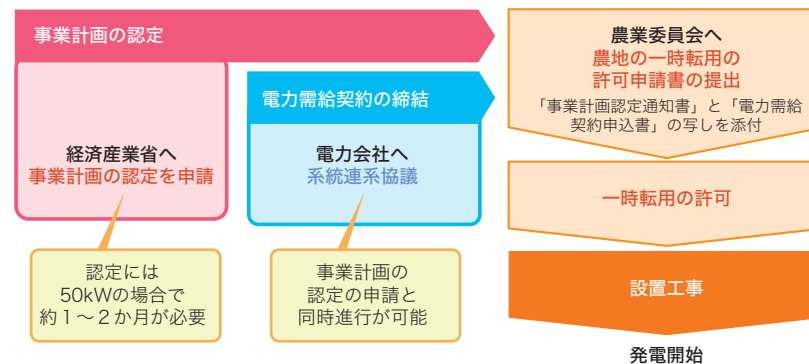 事業計画の認定
経済産業省へ
事業計画の認定を申請
認定には
50kWの場合で
約1〜2か月が必要
電力需給契約の締結
電力会社へ
系統連系協議
事業計画の
認定の申請と
同時進行が可能
農業委員会へ
農地の一時転用の
許可申請書の提出
「事業計画認定通知書」と「電力需給
契約申込書」の写しを添付
一時転用の許可
設置工事
発電開始